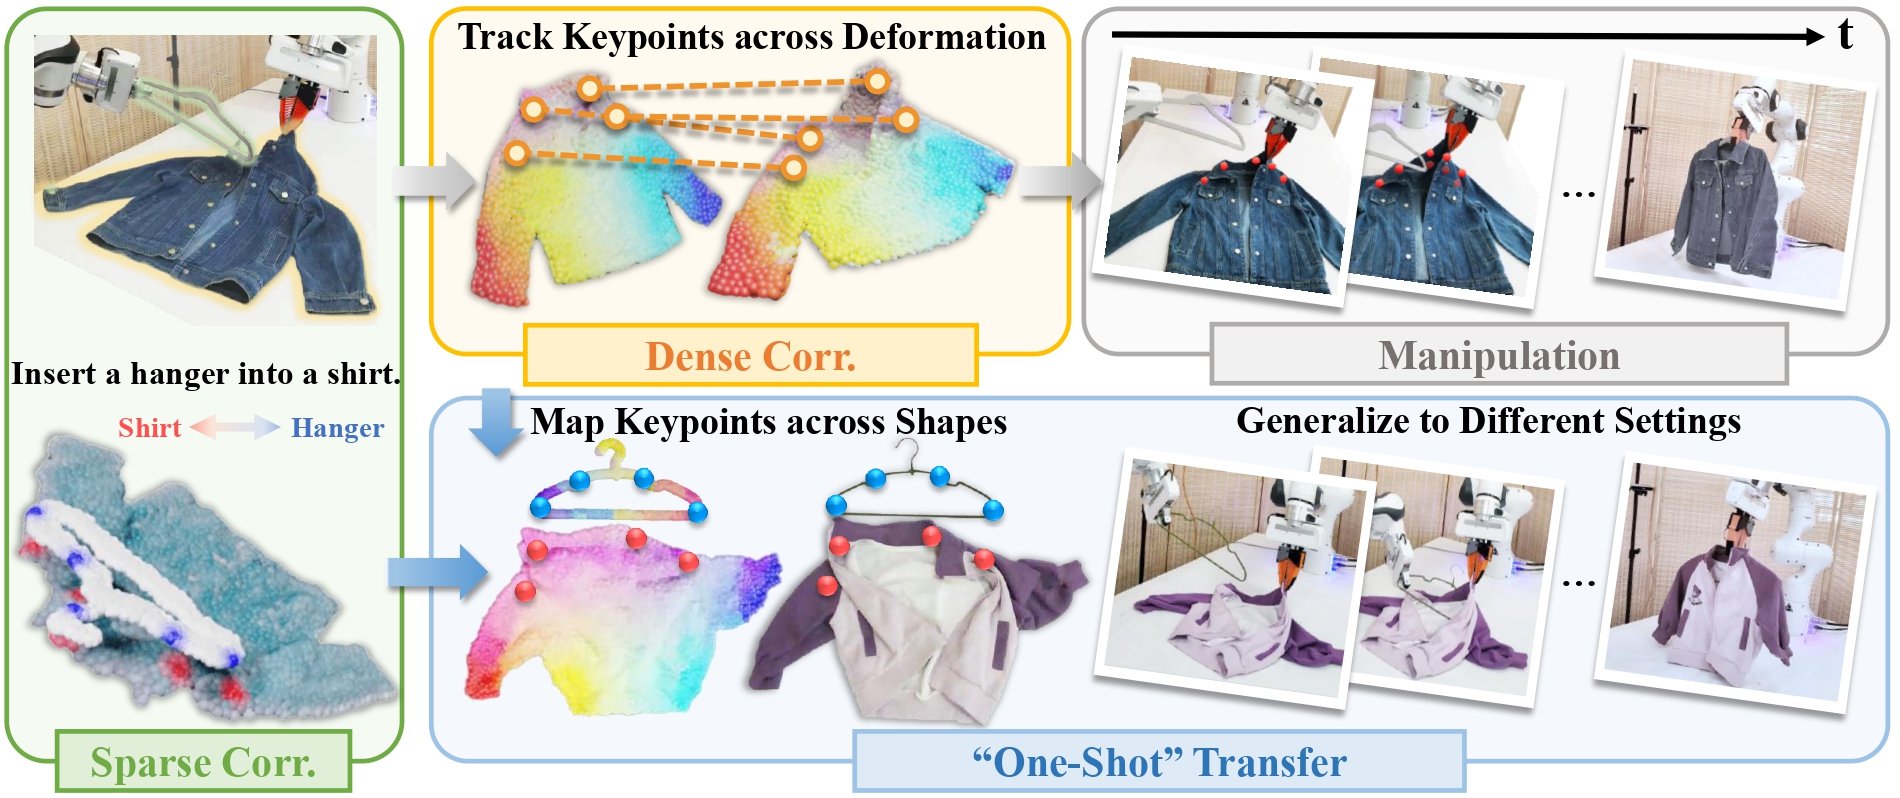 Insert a hanger into a shirt.
Shirt
Hanger
Sparse Corr.
Track Keypoints across Deformation
Dense Corr.
t
...
Manipulation
Map Keypoints across Shapes
Generalize to Different Settings
...
“One-Shot” Transfer